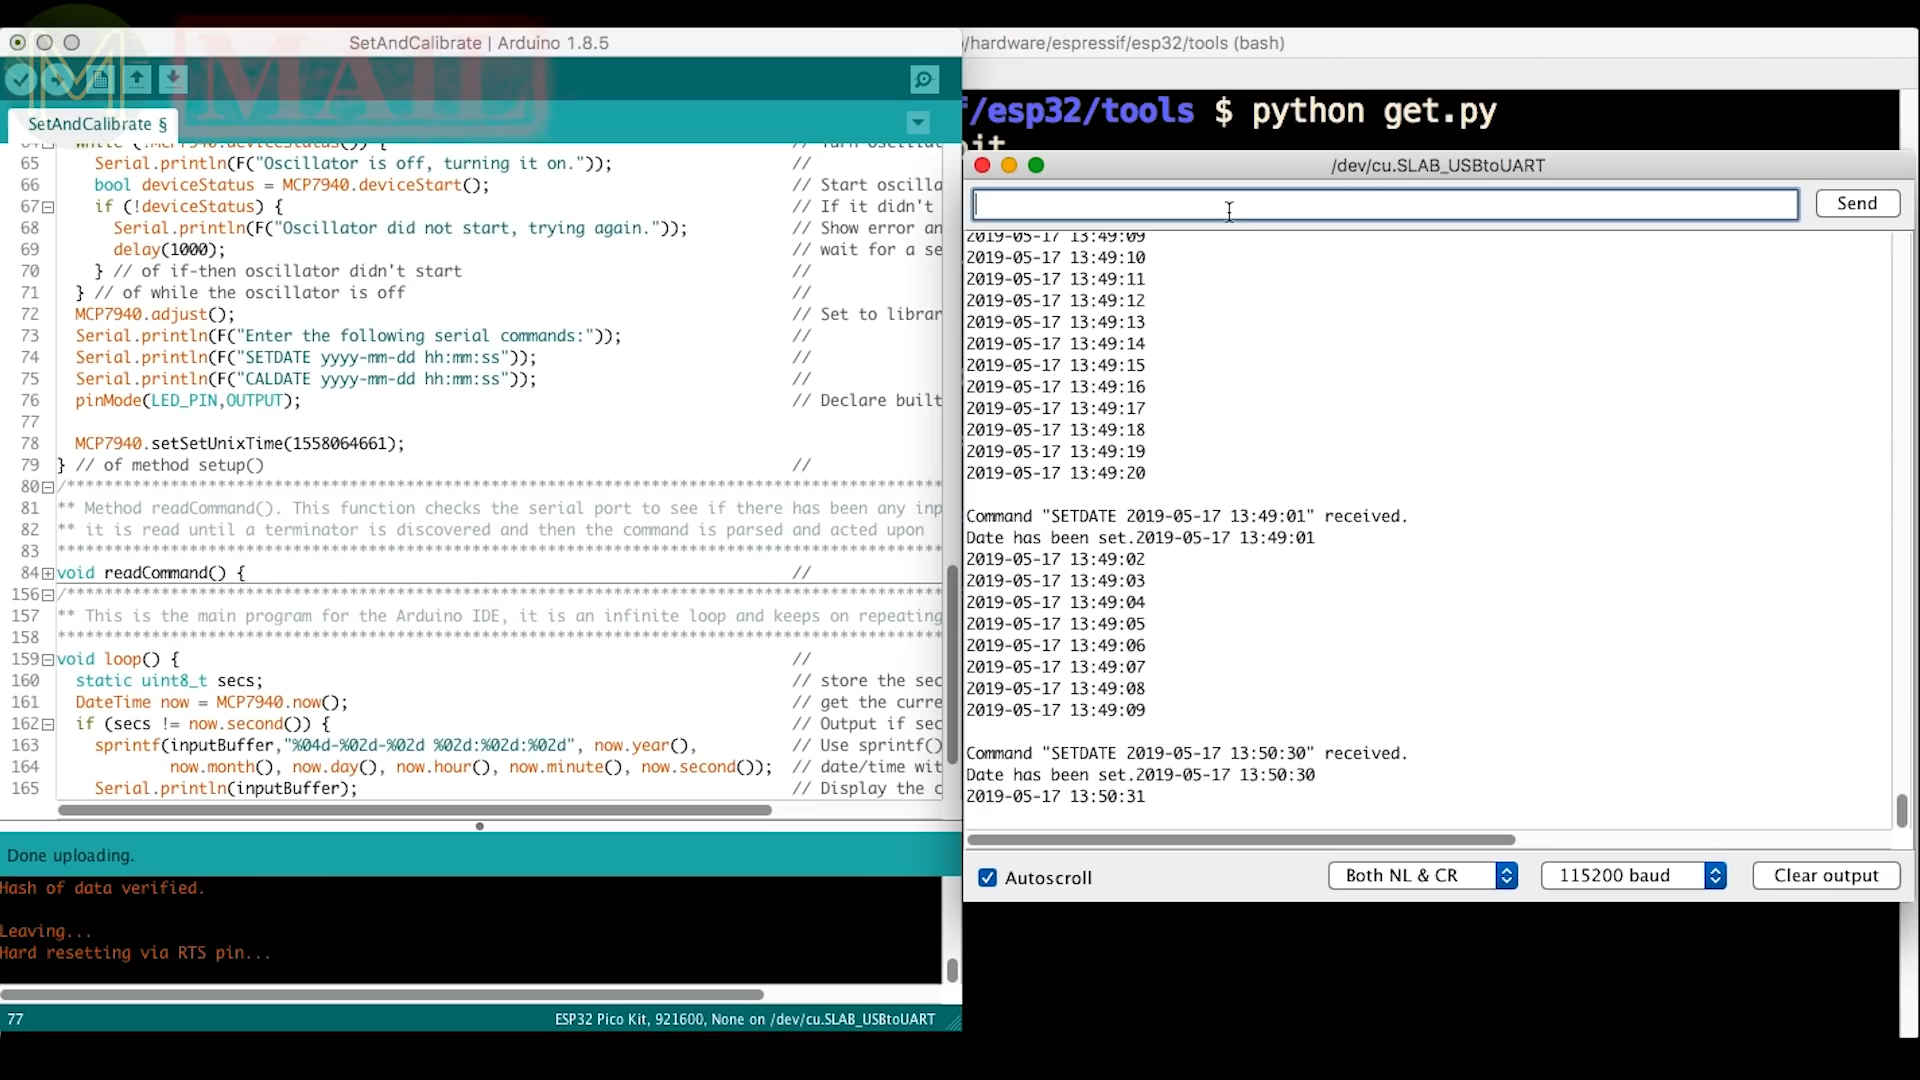 MAIL
SetAndCalibrate | Arduino 1.8.5
SetAndCalibrate §
65 Serial.println(F("Oscillator is off, turning it on.")); //
66 bool deviceStatus = MCP7940.deviceStart(); // Start oscilla
67 if (!deviceStatus) { // If it didn't
68 Serial.println(F("Oscillator did not start, trying again.")); // Show error an
69 delay(1000); // wait for a se
70 } // of if-then oscillator didn't start //
71 } // of while the oscillator is off //
72 MCP7940.adjust(); // Set to librar
73 Serial.println(F("Enter the following serial commands:")); //
74 Serial.println(F("SETDATE yyyy-mm-dd hh:mm:ss")); //
75 Serial.println(F("CALDATE yyyy-mm-dd hh:mm:ss")); //
76 pinMode(LED_PIN,OUTPUT); // Declare built
77
78 MCP7940.setSetUnixTime(1558064661);
79 } // of method setup() //
80 /***********************************************************************************************
81 ** Method readCommand(). This function checks the serial port to see if there has been any inp
82 ** it is read until a terminator is discovered and then the command is parsed and acted upon
83 ***********************************************************************************************
84 void readCommand() { //
156 /***********************************************************************************************
157 ** This is the main program for the Arduino IDE, it is an infinite loop and keeps on repeating
158 ***********************************************************************************************
159 void loop() { //
160 static uint8_t secs; // store the sec
161 DateTime now = MCP7940.now(); // get the curre
162 if (secs != now.second()) { // Output if sec
163 sprintf(inputBuffer,"%04d-%02d-%02d %02d:%02d:%02d", now.year(), // Use sprintf()
164 now.month(), now.day(), now.hour(), now.minute(), now.second()); // date/time wit
165 Serial.println(inputBuffer); // Display the c
Done uploading.
Hash of data verified.
Leaving...
Hard resetting via RTS pin...
77 ESP32 Pico Kit, 921600, None on /dev/cu.SLAB_USBtoUART
/hardware/espressif/esp32/tools (bash)
f/esp32/tools $ python get.py
/dev/cu.SLAB_USBtoUART
Send
2019-05-17 13:49:09
2019-05-17 13:49:10
2019-05-17 13:49:11
2019-05-17 13:49:12
2019-05-17 13:49:13
2019-05-17 13:49:14
2019-05-17 13:49:15
2019-05-17 13:49:16
2019-05-17 13:49:17
2019-05-17 13:49:18
2019-05-17 13:49:19
2019-05-17 13:49:20
Command "SETDATE 2019-05-17 13:49:01" received.
Date has been set.2019-05-17 13:49:01
2019-05-17 13:49:02
2019-05-17 13:49:03
2019-05-17 13:49:04
2019-05-17 13:49:05
2019-05-17 13:49:06
2019-05-17 13:49:07
2019-05-17 13:49:08
2019-05-17 13:49:09
Command "SETDATE 2019-05-17 13:50:30" received.
Date has been set.2019-05-17 13:50:30
2019-05-17 13:50:31
Autoscroll
Both NL & CR
115200 baud
Clear output